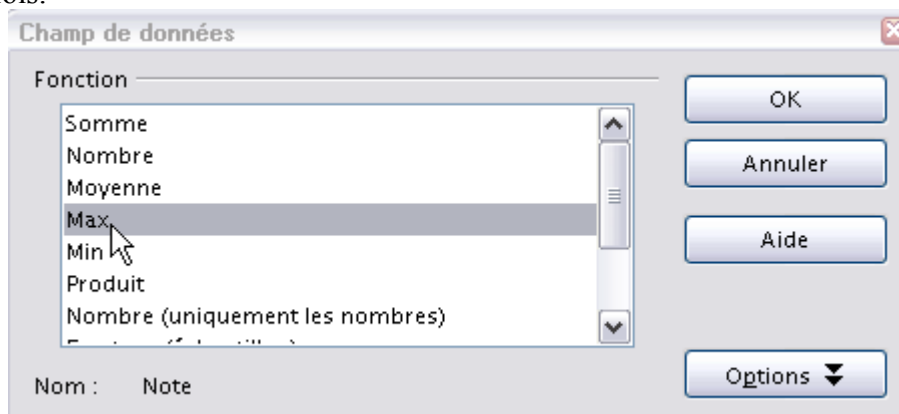 Champ de données
Fonction
Somme
Nombre
Moyenne
Max
Min
Produit
Nombre (uniquement les nombres)
Nom : Note
OK
Annuler
Aide
Options